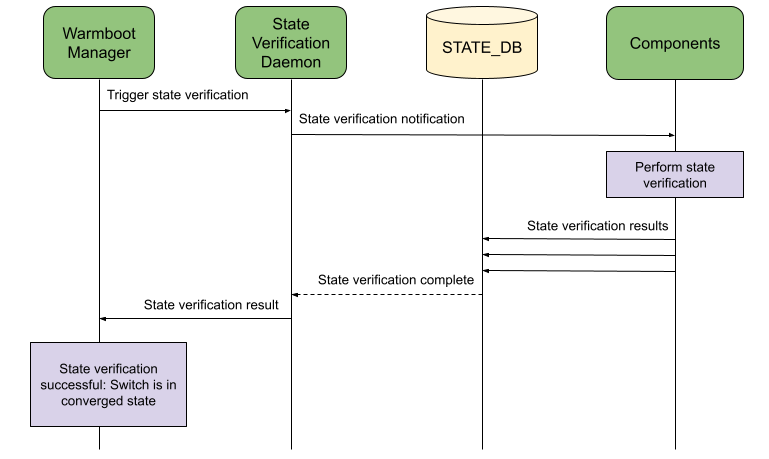 Warmboot
Manager
State
Verification
Daemon
STATE_DB
Components
Trigger state verification
State verification notification
Perform state
verification
State verification results
State verification complete
State verification result
State verification
successful: Switch is in
converged state